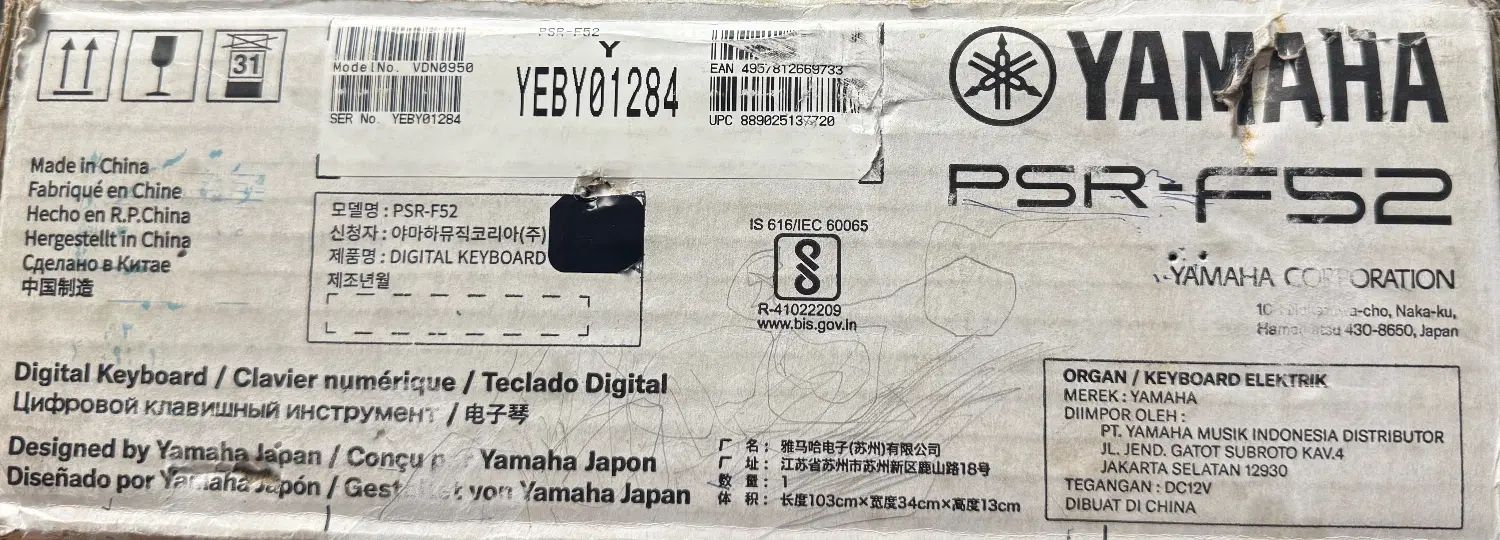 31
PSR-F52
Y
YEBY01284
Model No. VDN0950
SER No. YEBY01284
EAN 4957812669733
UPC 889025137720
YAMAHA
PSR-F52
YAMAHA CORPORATION
-cho, Naka-ku,
430-8650, Japan
Made in China
Fabriqué en Chine
Hecho en R.P.China
Hergestellt in China
Сделано в Китае
中国制造
모델명 : PSR-F52
신청자 : 야마하뮤직코리아(주)
제품명 : DIGITAL KEYBOARD
제조년월
IS 616/IEC 60065
R-41022209
www.bis.gov.in
Digital Keyboard / Clavier numérique / Teclado Digital
Цифровой клавишный инструмент / 电子琴
Designed by Yamaha Japan / Conçu par Yamaha Japon
Diseñado por Yamaha Japón / Gestaltet von Yamaha Japan
厂 名： 雅马哈电子(苏州)有限公司
厂 址： 江苏省苏州市苏州新区鹿山路18号
数 量： 1
体 积： 长度103cm×宽度34cm×高度13cm
ORGAN / KEYBOARD ELEKTRIK
MEREK : YAMAHA
DIIMPOR OLEH :
PT. YAMAHA MUSIK INDONESIA DISTRIBUTOR
JL. JEND. GATOT SUBROTO KAV.4
JAKARTA SELATAN 12930
TEGANGAN : DC12V
DIBUAT DI CHINA